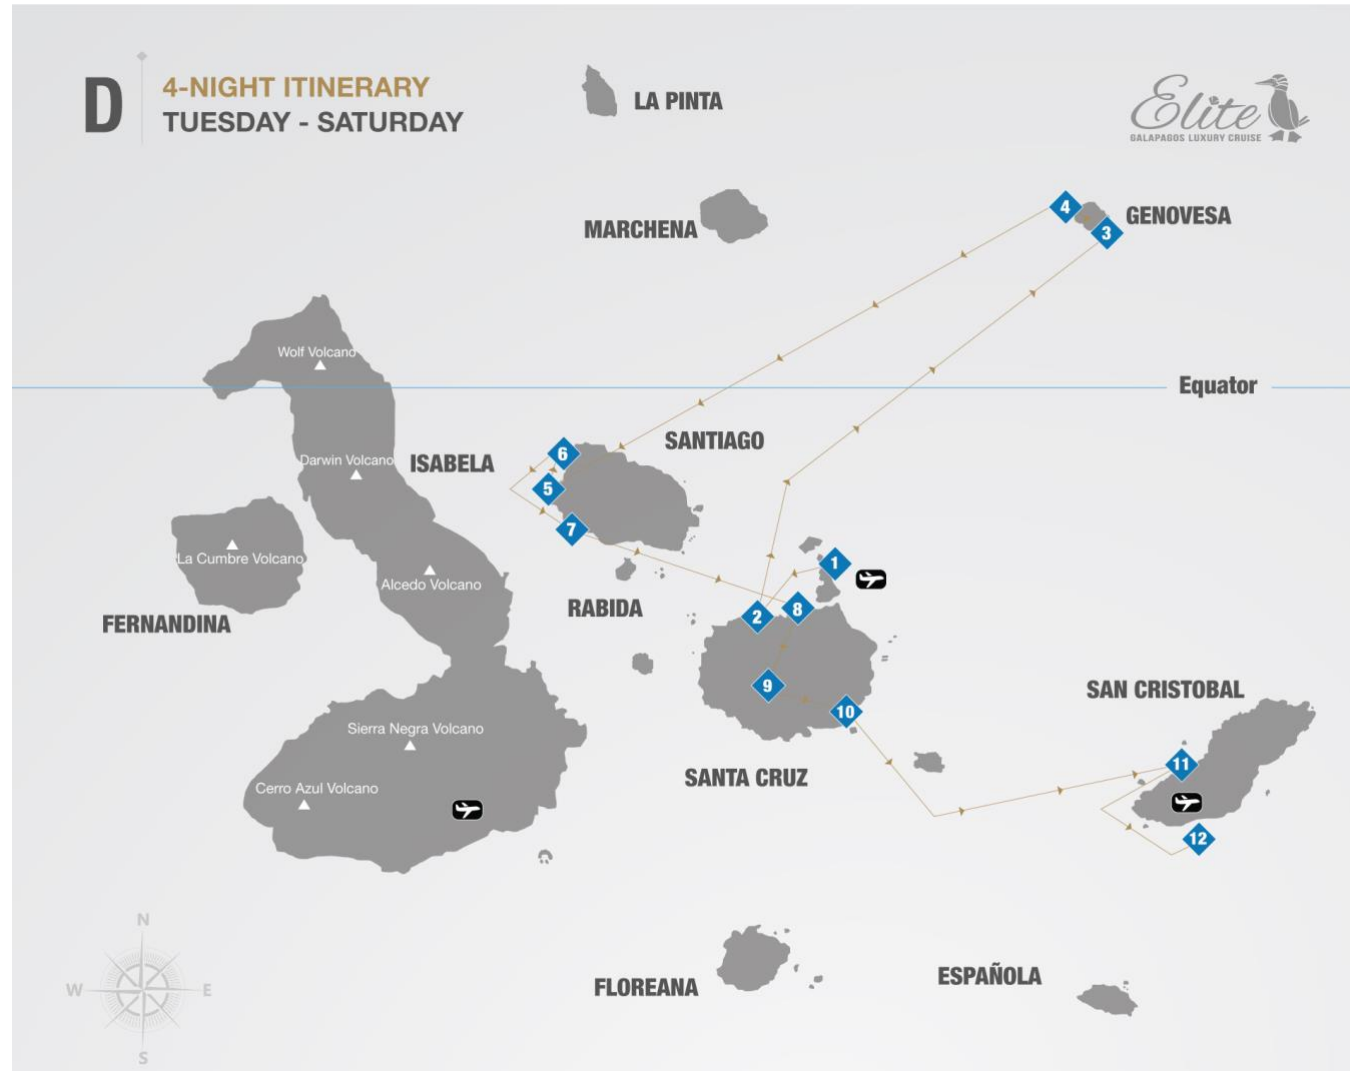 D
4-NIGHT ITINERARY
TUESDAY - SATURDAY
LA PINTA
Elite
GALAPAGOS LUXURY CRUISE
MARCHENA
4
GENOVESA
3
Wolf Volcano
Equator
SANTIAGO
6
Darwin Volcano
ISABELA
5
7
La Cumbre Volcano
1
Alcedo Volcano
RABIDA
8
2
FERNANDINA
9
SAN CRISTOBAL
10
Sierra Negra Volcano
11
SANTA CRUZ
Cerro Azul Volcano
12
N
W
E
S
FLOREANA
ESPAÑOLA